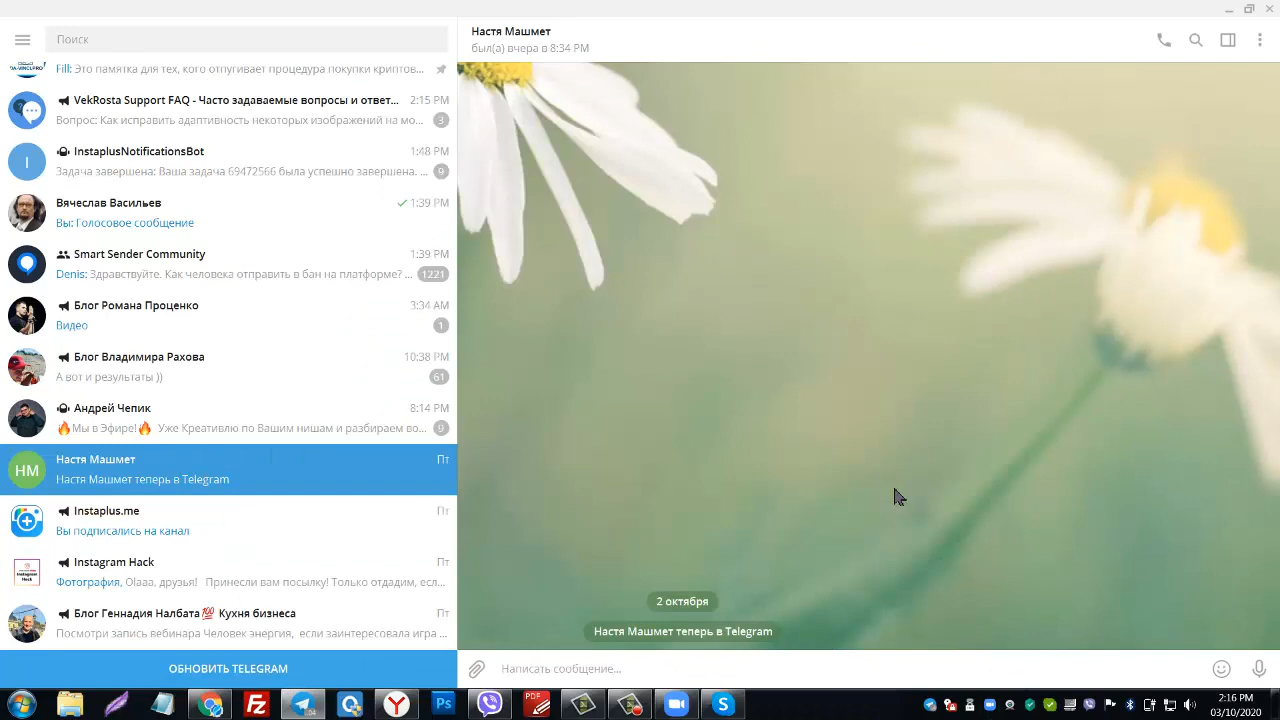 Поиск
Fill: Это памятка для тех, кого отпугивает процедура покупки криптов...
VekRosta Support FAQ - Часто задаваемые вопросы и ответ... 2:15 PM
Вопрос: Как исправить адаптивность некоторых изображений на мо... 3
I
InstaplusNotificationsBot 1:48 PM
Задача завершена: Ваша задача 69472566 была успешно завершена. ... 9
Вячеслав Васильев 1:39 PM
Вы: Голосовое сообщение
Smart Sender Community 1:39 PM
Denis: Здравствуйте. Как человека отправить в бан на платформе? ... 1221
Блог Романа Проценко 3:34 AM
Видео 1
Блог Владимира Рахова 10:38 PM
А вот и результаты )) 61
Андрей Чепик 8:14 PM
🔥Мы в Эфире!🔥 Уже Креативлю по Вашим нишам и разбираем во... 9
НМ
Настя Машмет Пт
Настя Машмет теперь в Telegram
Instaplus.me Пт
Вы подписались на канал
Instagram Hack
Instagram Hack Пт
Фотография, Olaaa, друзья! Принесли вам посылку! Только отдадим, есл...
Блог Геннадия Налбата💯 Кухня бизнеса Пт
Посмотри запись вебинара Человек энергия, если заинтересовала игра ...
ОБНОВИТЬ TELEGRAM
Настя Машмет
был(а) вчера в 8:34 PM
2 октября
Настя Машмет теперь в Telegram
Написать сообщение...
Ps
PDF
2:16 PM
03/10/2020